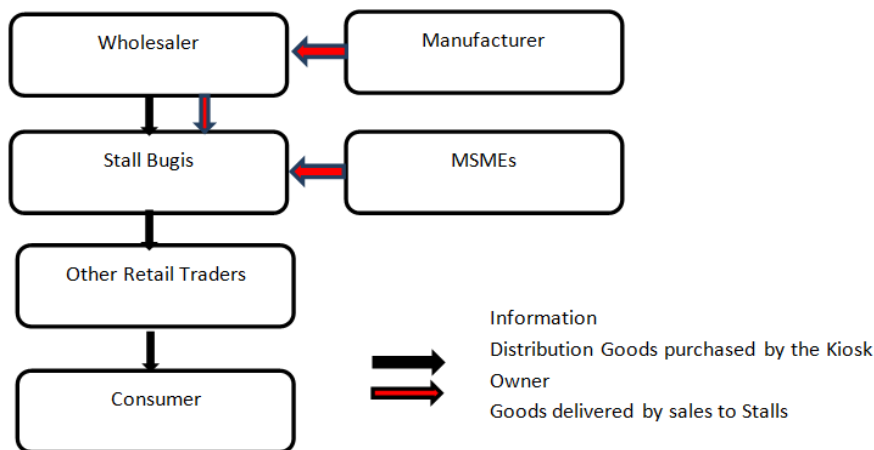 Wholesaler
Manufacturer
Stall Bugis
MSMEs
Other Retail Traders
Consumer
Information
Distribution Goods purchased by the Kiosk
Owner
Goods delivered by sales to Stalls